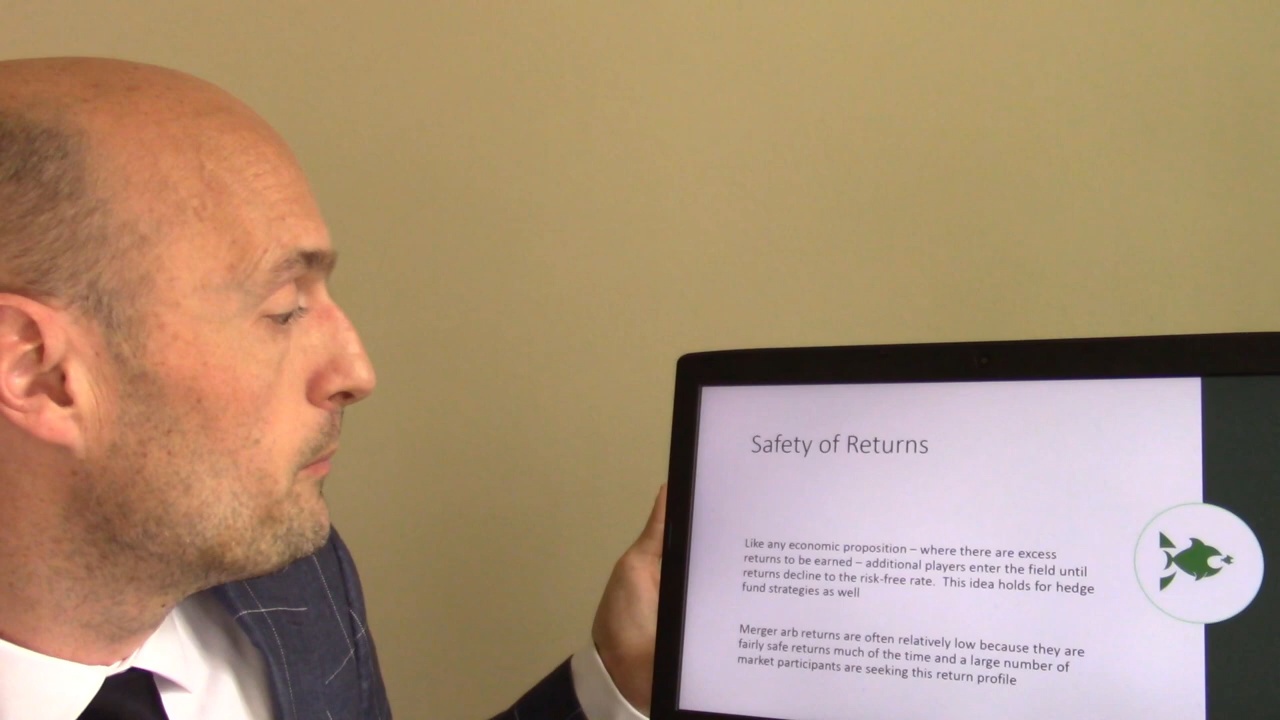 Safety of Returns
Like any economic proposition – where there are excess
returns to be earned – additional players enter the field until
returns decline to the risk-free rate.  This idea holds for hedge
fund strategies as well
Merger arb returns are often relatively low because they are
fairly safe returns much of the time and a large number of
market participants are seeking this return profile